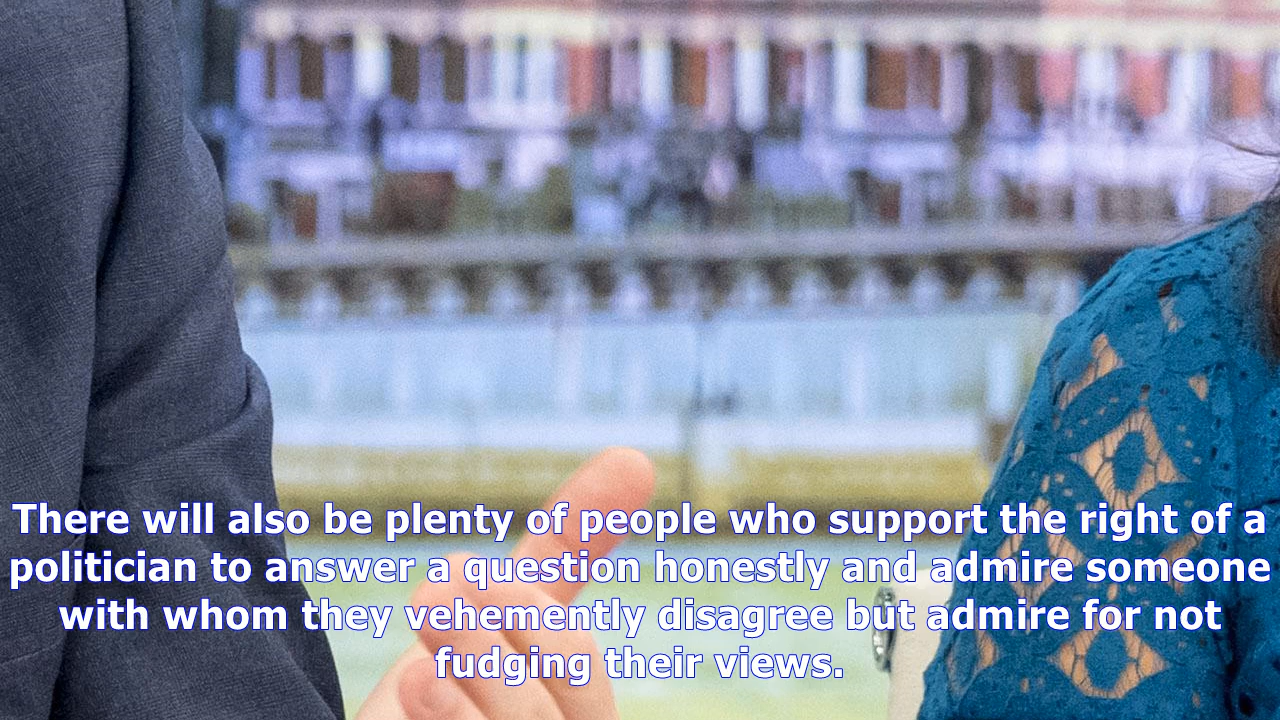 There will also be plenty of people who support the right of a
politician to answer a question honestly and admire someone
with whom they vehemently disagree but admire for not
fudging their views.